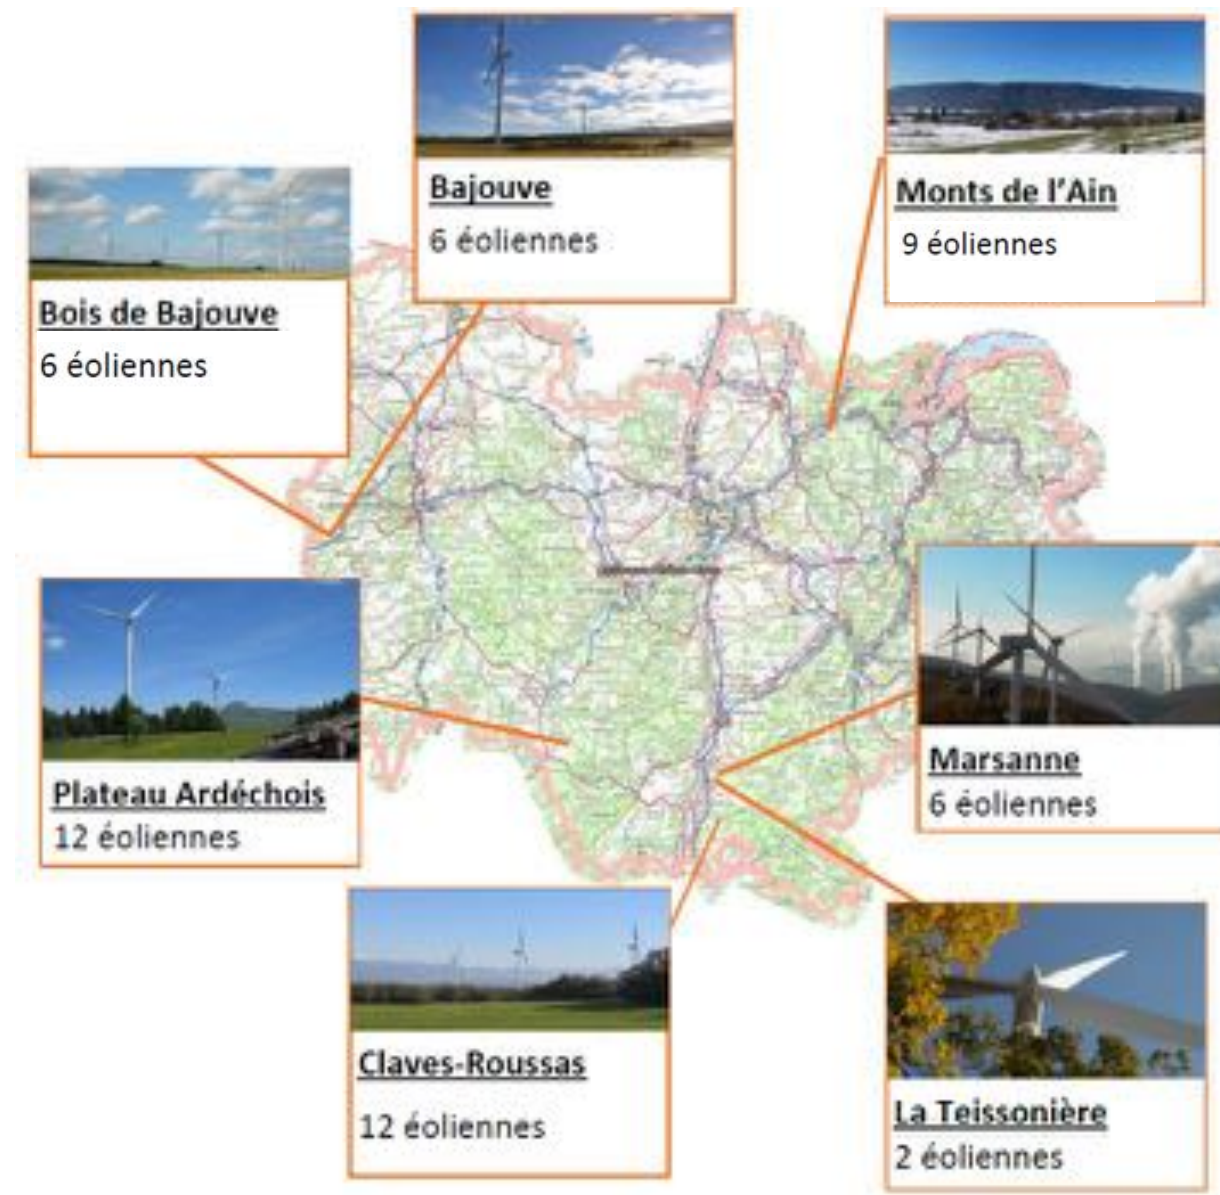 Bajouve
6 éoliennes
Monts de l'Ain
9 éoliennes
Bois de Bajouve
6 éoliennes
Plateau Ardéchois
12 éoliennes
Marsanne
6 éoliennes
Claves-Roussas
12 éoliennes
La Teissonière
2 éoliennes